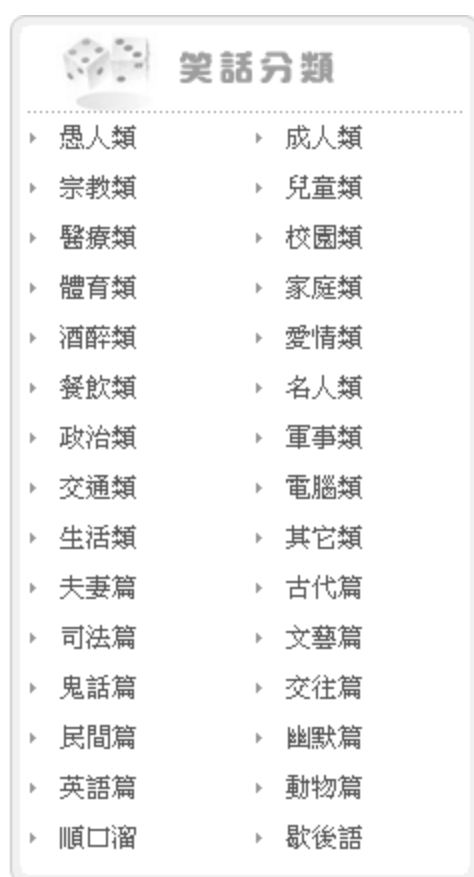 笑話分類
愚人類 成人類
宗教類 兒童類
醫療類 校園類
體育類 家庭類
酒醉類 愛情類
餐飲類 名人類
政治類 軍事類
交通類 電腦類
生活類 其它類
夫妻篇 古代篇
司法篇 文藝篇
鬼話篇 交往篇
民間篇 幽默篇
英語篇 動物篇
順口溜 歇後語